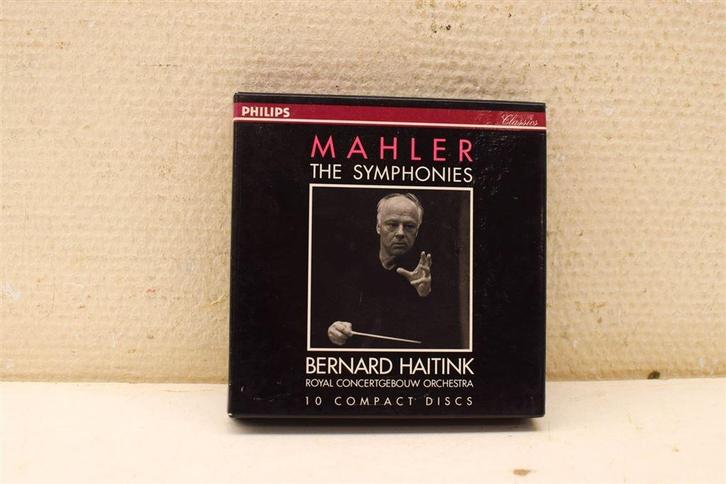 PHILIPS
Classics
MAHLER
THE SYMPHONIES
BERNARD HAITINK
ROYAL CONCERTGEBOUW ORCHESTRA
10 COMPACT DISCS